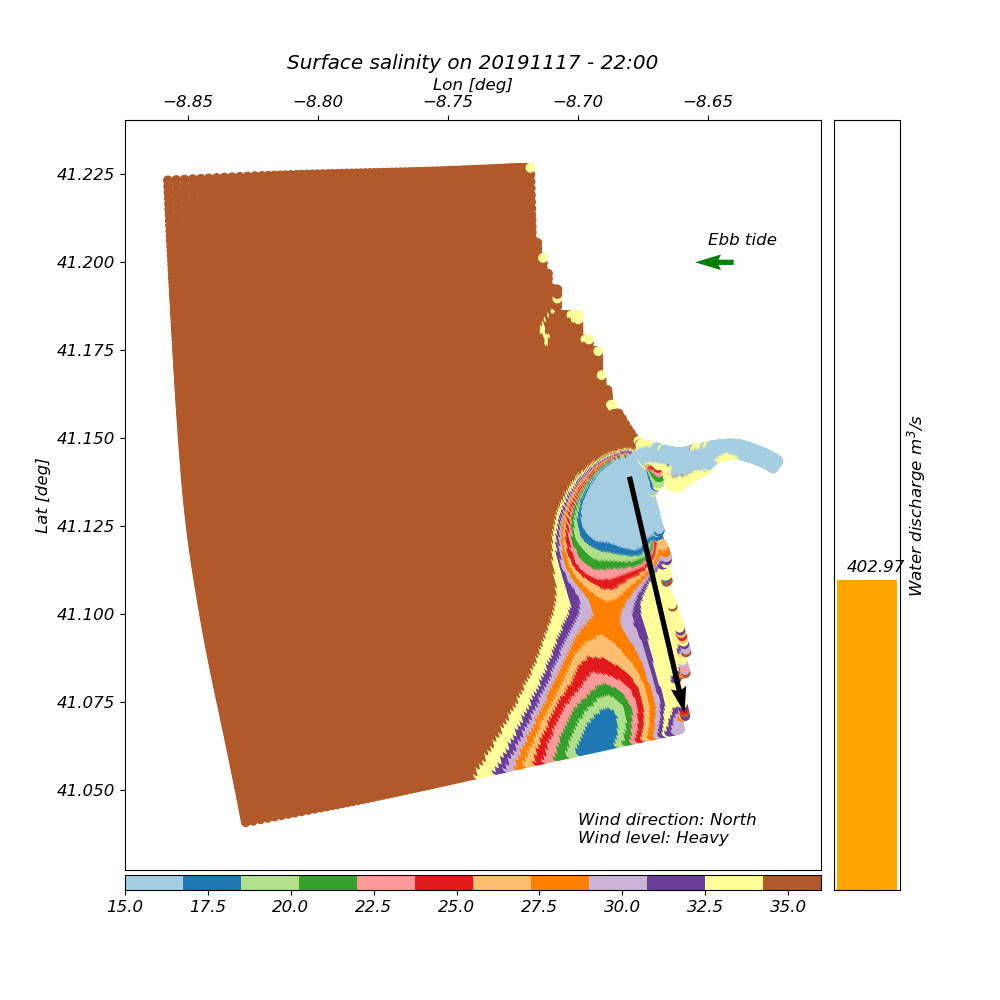 Surface salinity on 20191117 - 22:00
Lon [deg]
−8.85 −8.80 −8.75 −8.70 −8.65
41.225
41.200
41.175
41.150
41.125
41.100
41.075
41.050
Lat [deg]
Ebb tide
Wind direction: North
Wind level: Heavy
15.0 17.5 20.0 22.5 25.0 27.5 30.0 32.5 35.0
402.97
Water discharge m³/s